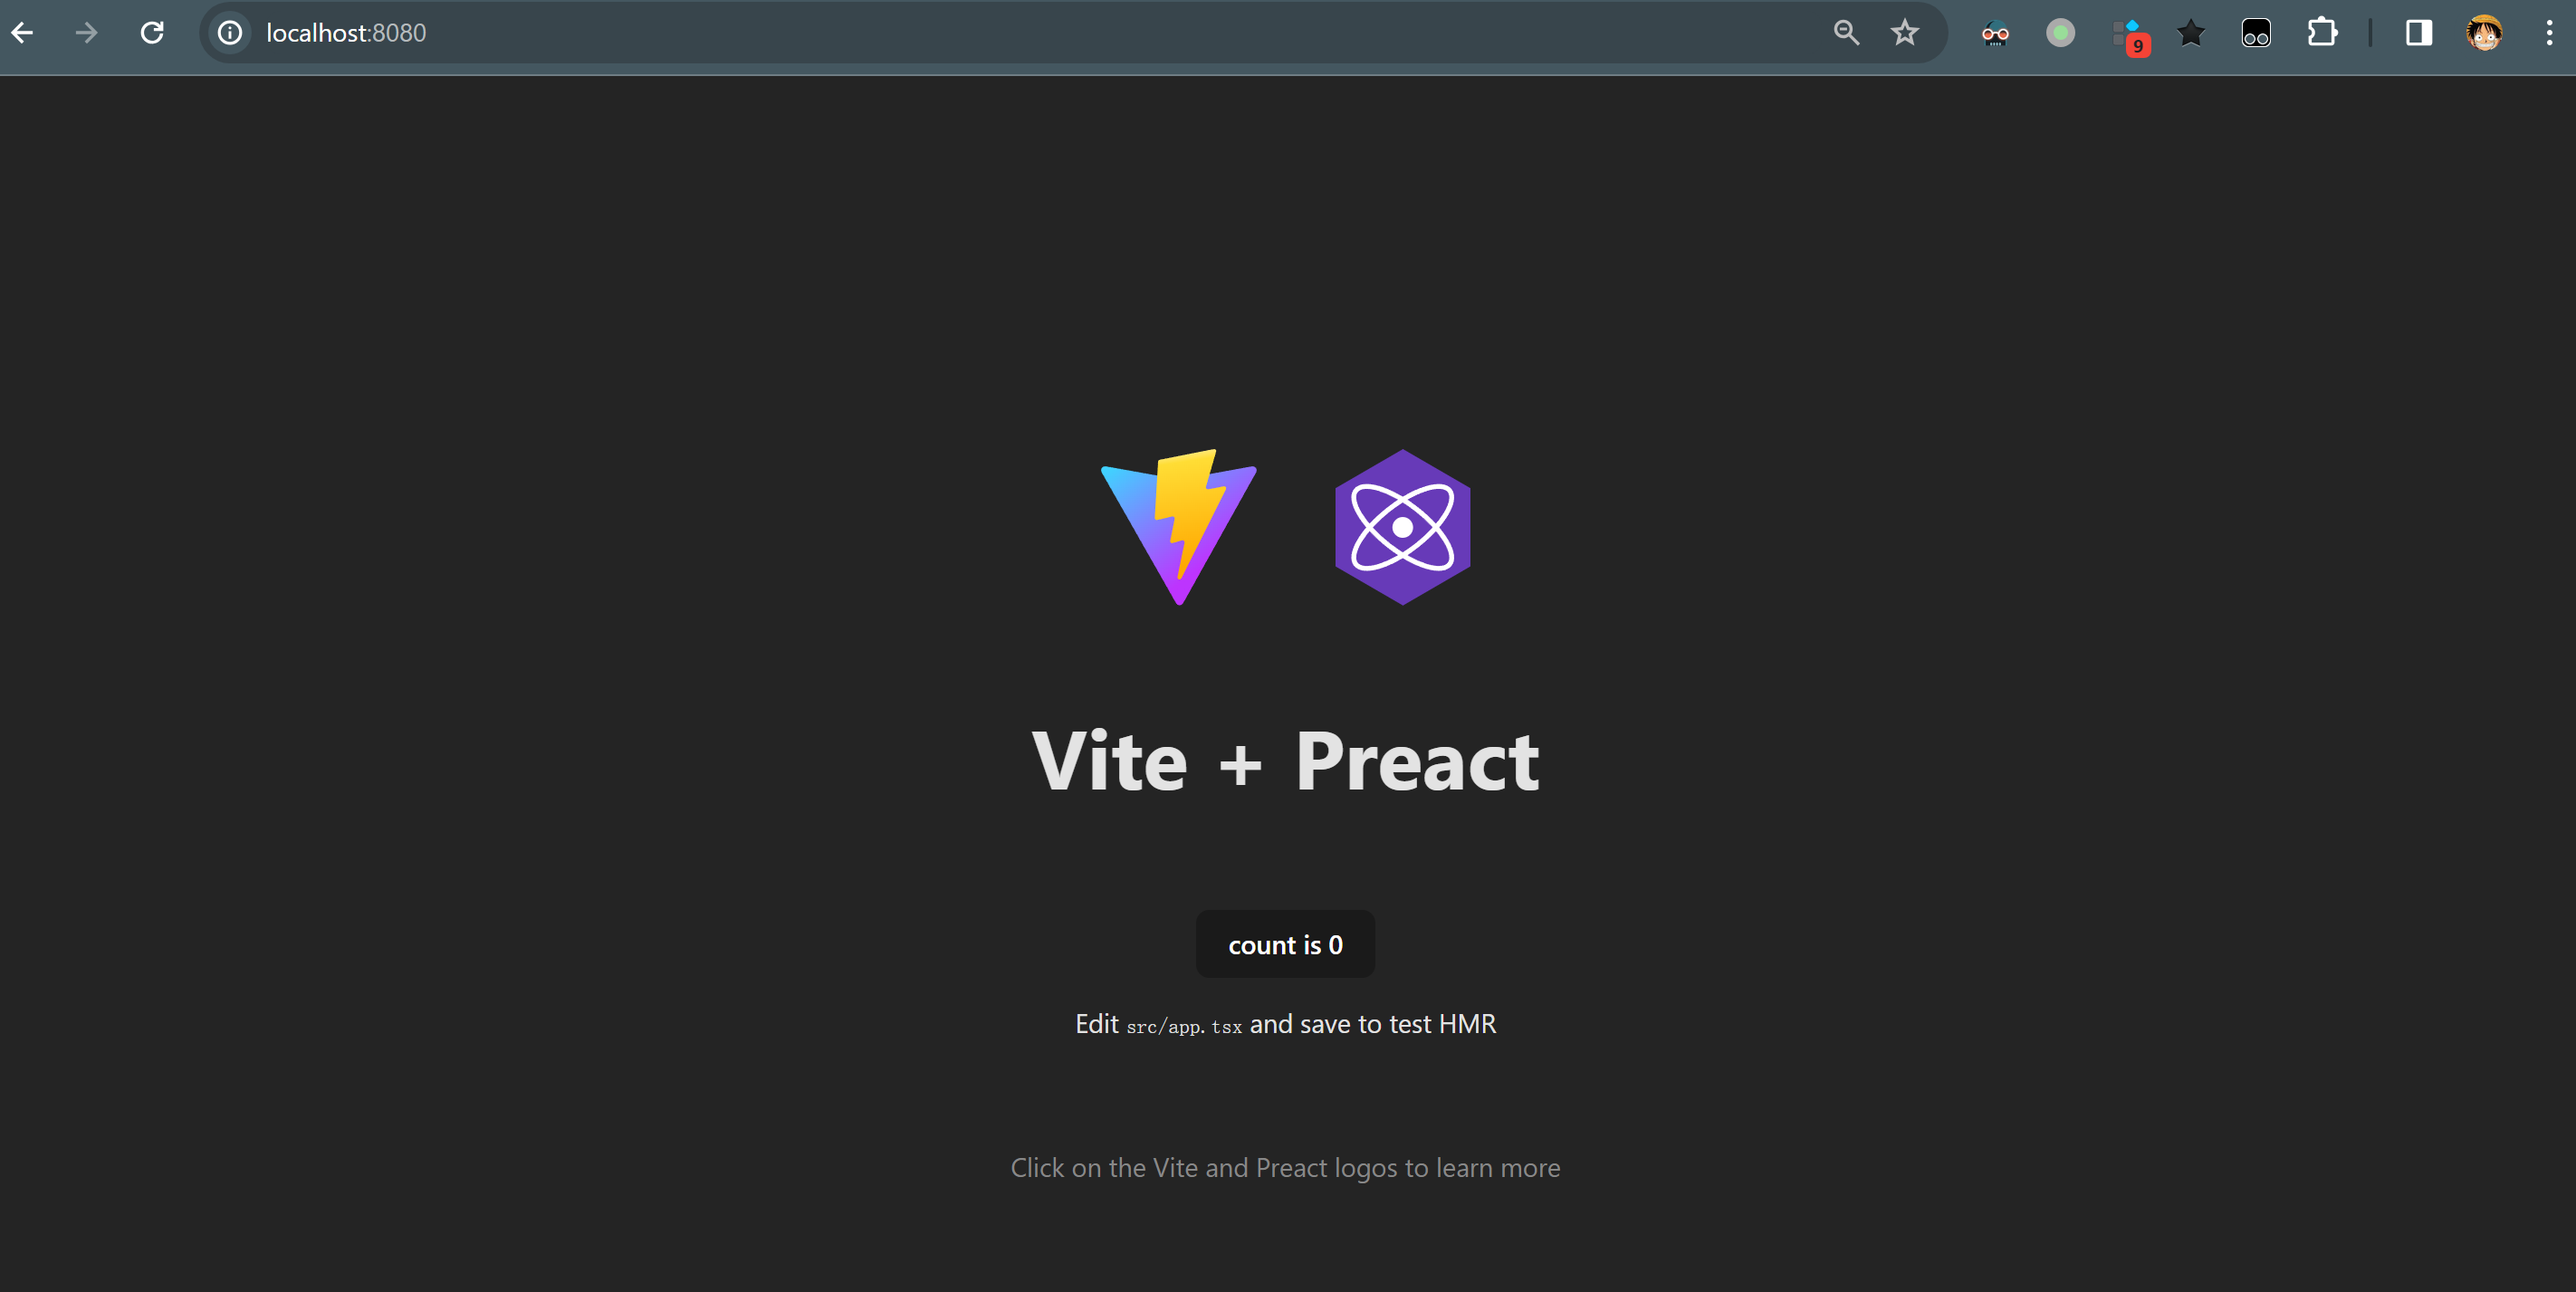 localhost:8080
9
Vite + Preact
count is 0
Edit src/app.tsx and save to test HMR
Click on the Vite and Preact logos to learn more